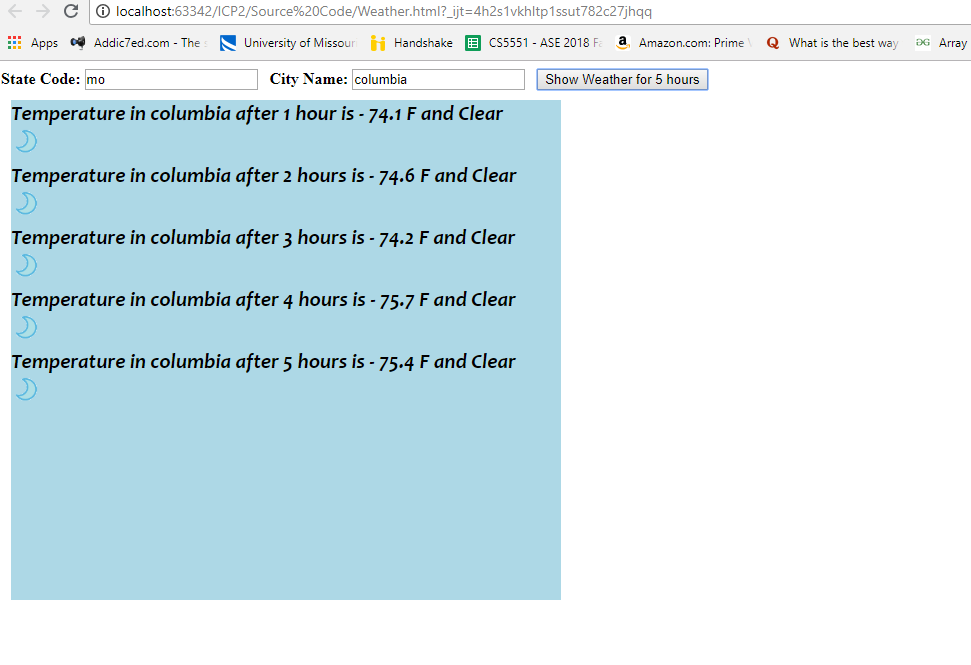 localhost:63342/ICP2/Source%20Code/Weather.html?_ijt=4h2s1vkhltp1ssut782c27jhqq
Apps Addic7ed.com - The University of Missour Handshake CS5551 - ASE 2018 Fa Amazon.com: Prime Q What is the best way Array
State Code: mo City Name: columbia Show Weather for 5 hours
Temperature in columbia after 1 hour is - 74.1 F and Clear
Temperature in columbia after 2 hours is - 74.6 F and Clear
Temperature in columbia after 3 hours is - 74.2 F and Clear
Temperature in columbia after 4 hours is - 75.7 F and Clear
Temperature in columbia after 5 hours is - 75.4 F and Clear